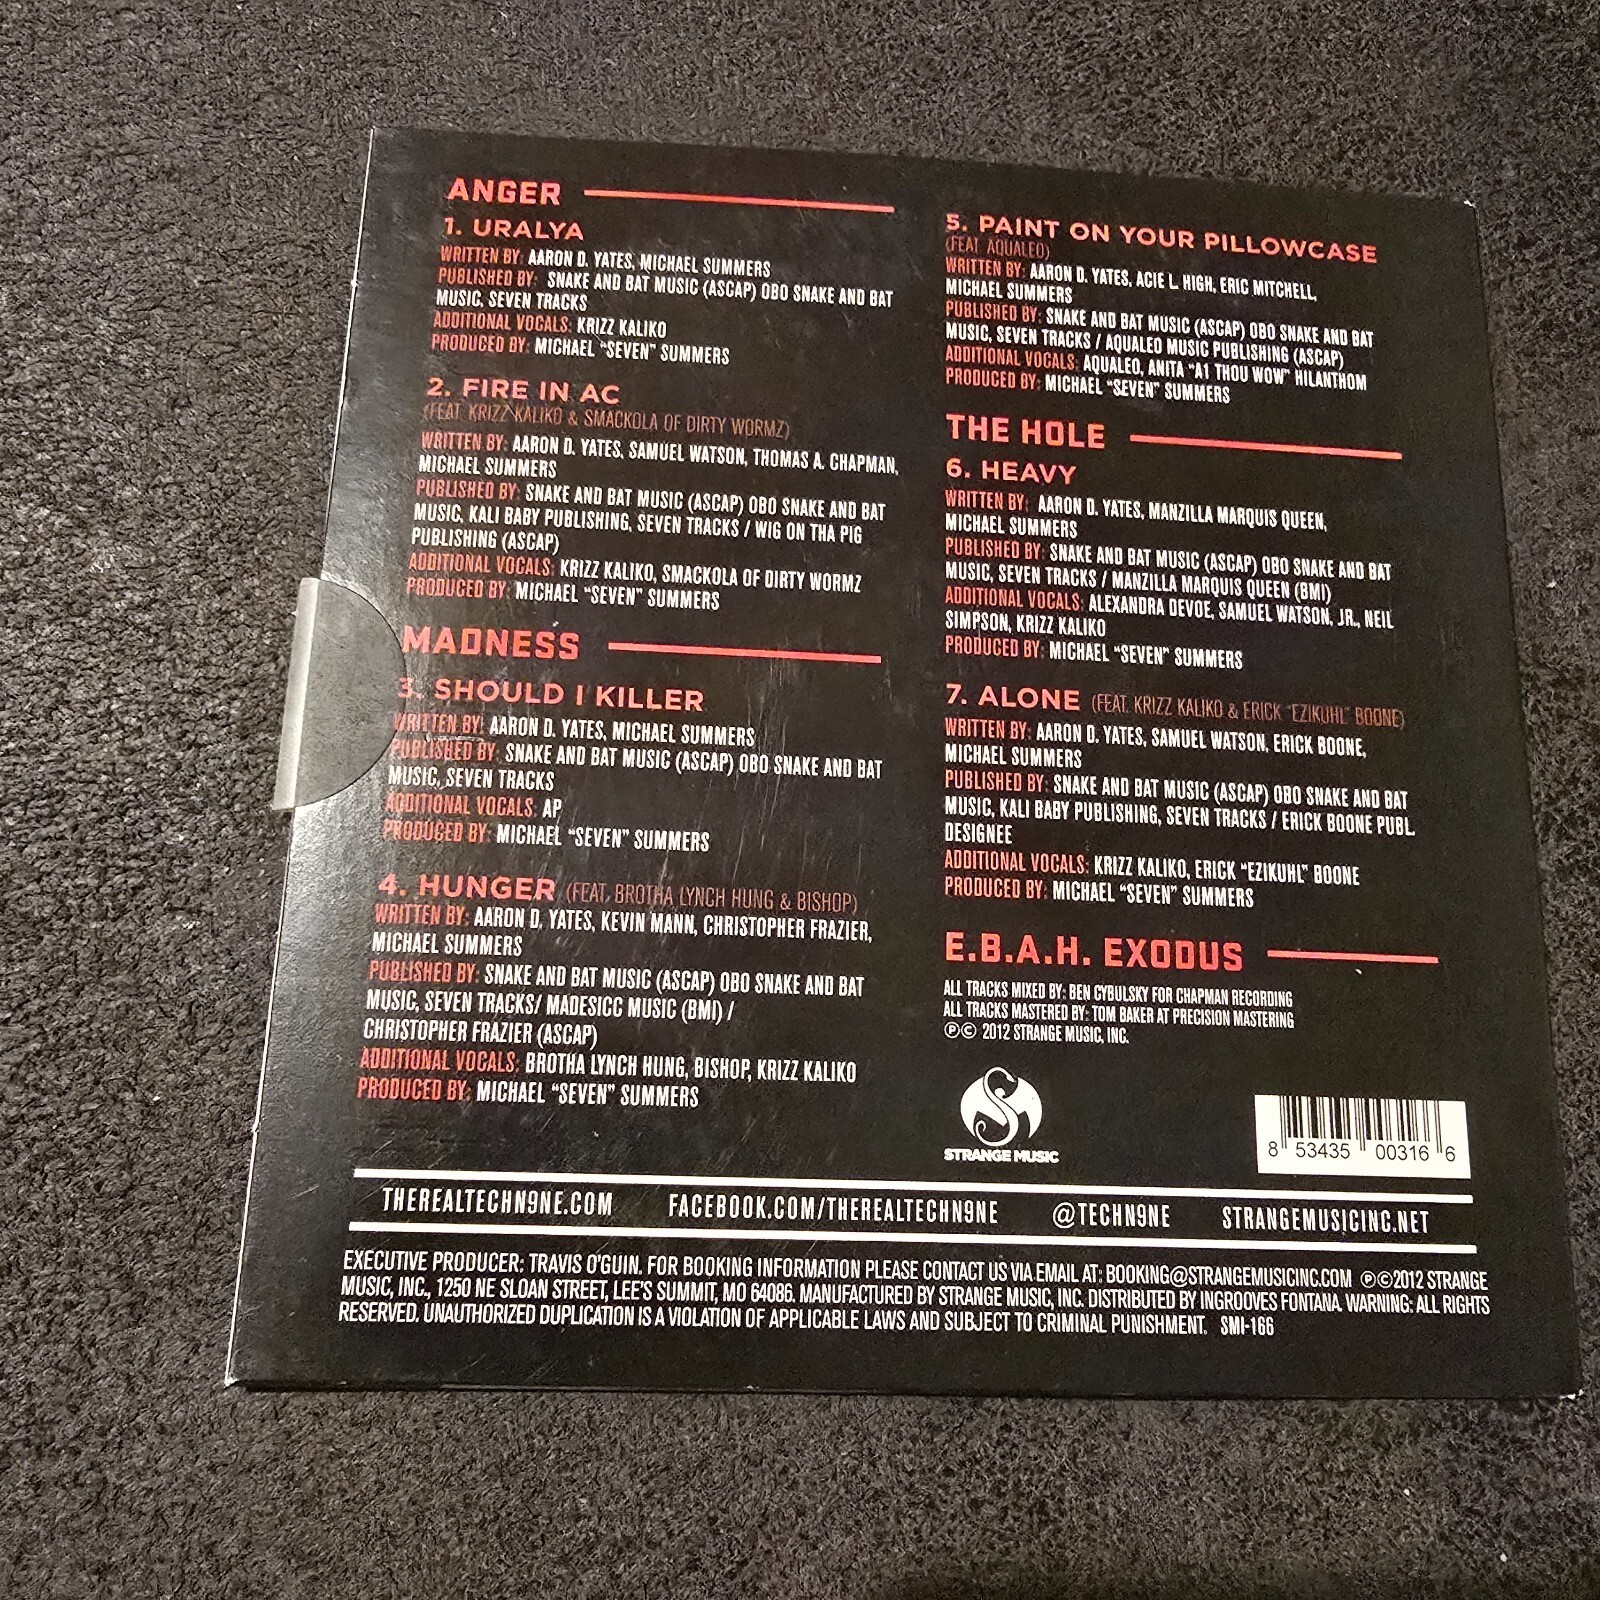 ANGER
1. URALYA
WRITTEN BY: AARON D. YATES, MICHAEL SUMMERS
PUBLISHED BY: SNAKE AND BAT MUSIC (ASCAP) OBO SNAKE AND BAT
MUSIC, SEVEN TRACKS
ADDITIONAL VOCALS: KRIZZ KALIKO
PRODUCED BY: MICHAEL "SEVEN" SUMMERS
2. FIRE IN AC
(FEAT. KRIZZ KALIKO & SMACKOLA OF DIRTY WORMZ)
WRITTEN BY: AARON D. YATES, SAMUEL WATSON, THOMAS A. CHAPMAN,
MICHAEL SUMMERS
PUBLISHED BY: SNAKE AND BAT MUSIC (ASCAP) OBO SNAKE AND BAT
MUSIC, KALI BABY PUBLISHING, SEVEN TRACKS / WIG ON THA PIG
PUBLISHING (ASCAP)
ADDITIONAL VOCALS: KRIZZ KALIKO, SMACKOLA OF DIRTY WORMZ
PRODUCED BY: MICHAEL "SEVEN" SUMMERS
MADNESS
3. SHOULD I KILLER
WRITTEN BY: AARON D. YATES, MICHAEL SUMMERS
PUBLISHED BY: SNAKE AND BAT MUSIC (ASCAP) OBO SNAKE AND BAT
MUSIC, SEVEN TRACKS
ADDITIONAL VOCALS: AP
PRODUCED BY: MICHAEL "SEVEN" SUMMERS
4. HUNGER (FEAT. BROTHA LYNCH HUNG & BISHOP)
WRITTEN BY: AARON D. YATES, KEVIN MANN, CHRISTOPHER FRAZIER,
MICHAEL SUMMERS
PUBLISHED BY: SNAKE AND BAT MUSIC (ASCAP) OBO SNAKE AND BAT
MUSIC, SEVEN TRACKS/ MADESICC MUSIC (BMI) /
CHRISTOPHER FRAZIER (ASCAP)
ADDITIONAL VOCALS: BROTHA LYNCH HUNG, BISHOP, KRIZZ KALIKO
PRODUCED BY: MICHAEL "SEVEN" SUMMERS
5. PAINT ON YOUR PILLOWCASE
(FEAT. AQUALEO)
WRITTEN BY: AARON D. YATES, ACIE L. HIGH, ERIC MITCHELL,
MICHAEL SUMMERS
PUBLISHED BY: SNAKE AND BAT MUSIC (ASCAP) OBO SNAKE AND BAT
MUSIC, SEVEN TRACKS / AQUALEO MUSIC PUBLISHING (ASCAP)
ADDITIONAL VOCALS: AQUALEO, ANITA "A1 THOU WOW" HILANTHOM
PRODUCED BY: MICHAEL "SEVEN" SUMMERS
THE HOLE
6. HEAVY
WRITTEN BY: AARON D. YATES, MANZILLA MARQUIS QUEEN,
MICHAEL SUMMERS
PUBLISHED BY: SNAKE AND BAT MUSIC (ASCAP) OBO SNAKE AND BAT
MUSIC, SEVEN TRACKS / MANZILLA MARQUIS QUEEN (BMI)
ADDITIONAL VOCALS: ALEXANDRA DEVOE, SAMUEL WATSON, JR., NEIL
SIMPSON, KRIZZ KALIKO
PRODUCED BY: MICHAEL "SEVEN" SUMMERS
7. ALONE (FEAT. KRIZZ KALIKO & ERICK "EZIKUHL" BOONE)
WRITTEN BY: AARON D. YATES, SAMUEL WATSON, ERICK BOONE,
MICHAEL SUMMERS
PUBLISHED BY: SNAKE AND BAT MUSIC (ASCAP) OBO SNAKE AND BAT
MUSIC, KALI BABY PUBLISHING, SEVEN TRACKS / ERICK BOONE PUBL.
DESIGNEE
ADDITIONAL VOCALS: KRIZZ KALIKO, ERICK "EZIKUHL" BOONE
PRODUCED BY: MICHAEL "SEVEN" SUMMERS
E.B.A.H. EXODUS
ALL TRACKS MIXED BY: BEN CYBULSKY FOR CHAPMAN RECORDING
ALL TRACKS MASTERED BY: TOM BAKER AT PRECISION MASTERING
℗© 2012 STRANGE MUSIC, INC.
STRANGE MUSIC
8 53435 00316 6
THEREALTECHN9NE.COM FACEBOOK.COM/THEREALTECHN9NE @TECHN9NE STRANGEMUSICINC.NET
EXECUTIVE PRODUCER: TRAVIS O'GUIN. FOR BOOKING INFORMATION PLEASE CONTACT US VIA EMAIL AT: BOOKING@STRANGEMUSICINC.COM ℗©2012 STRANGE
MUSIC, INC., 1250 NE SLOAN STREET, LEE'S SUMMIT, MO 64086. MANUFACTURED BY STRANGE MUSIC, INC. DISTRIBUTED BY INGROOVES FONTANA. WARNING: ALL RIGHTS
RESERVED. UNAUTHORIZED DUPLICATION IS A VIOLATION OF APPLICABLE LAWS AND SUBJECT TO CRIMINAL PUNISHMENT. SMI-166